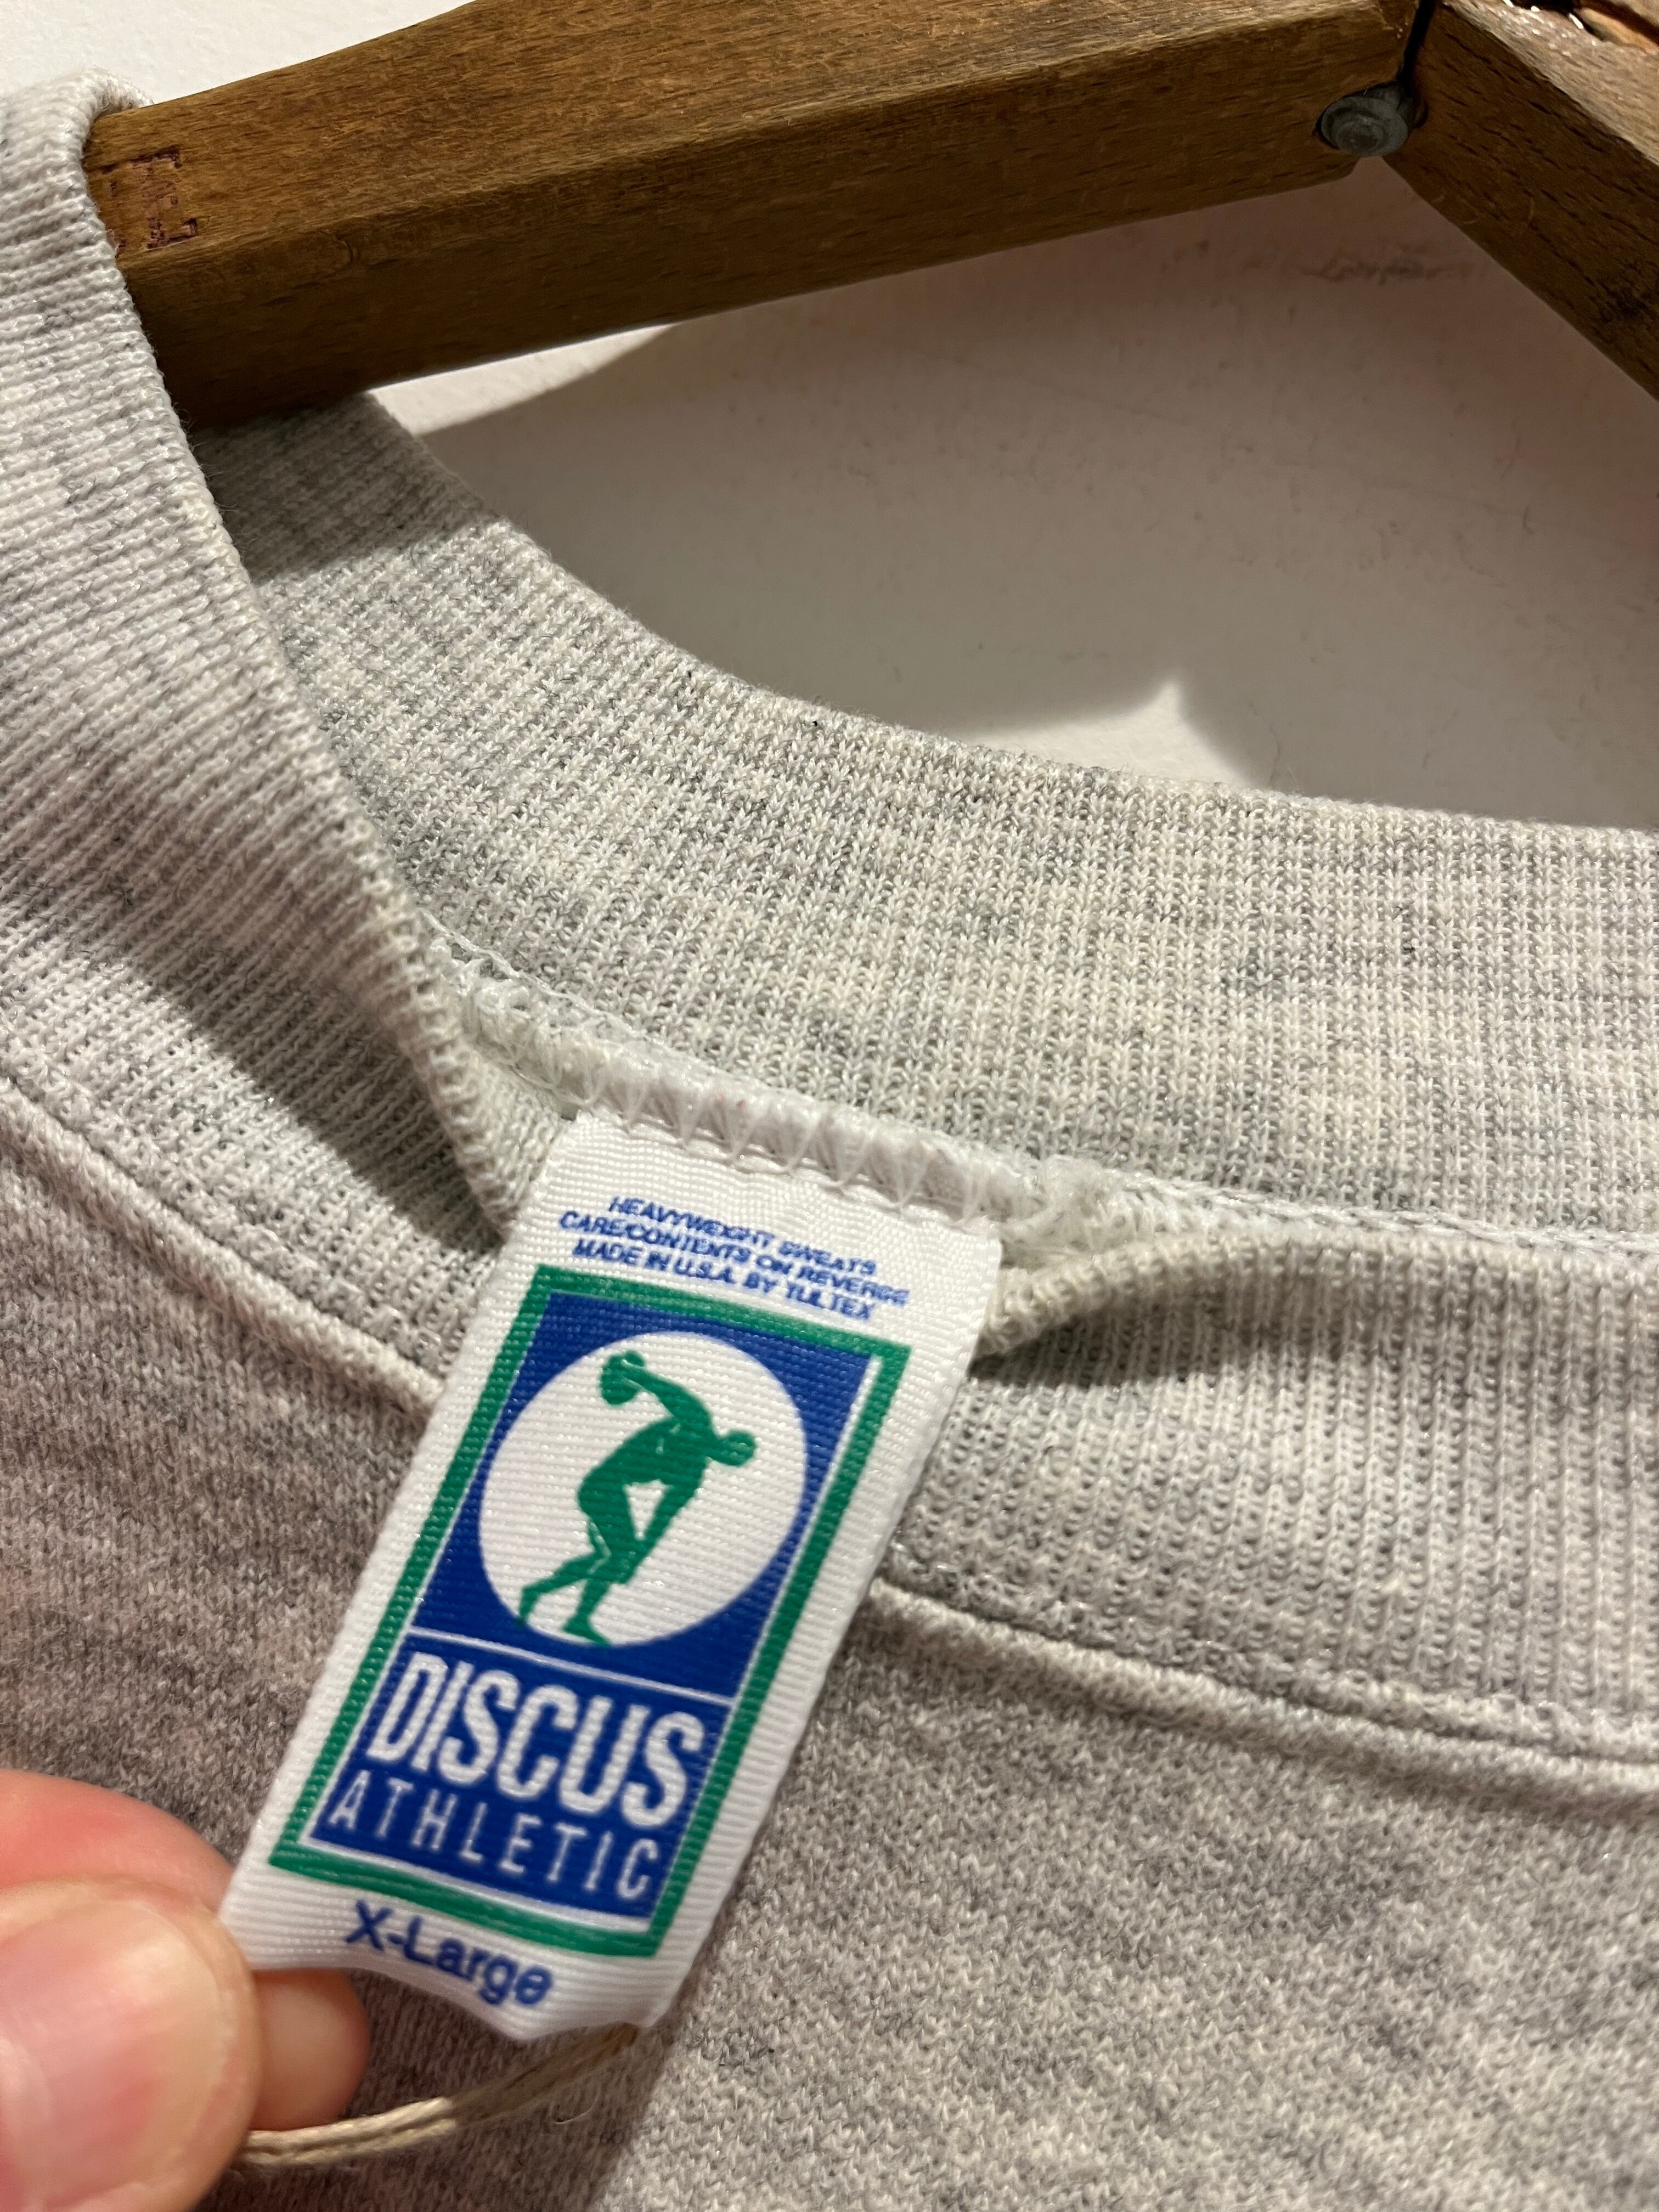 HEAVYWEIGHT SWEATS
CARE/CONTENTS ON REVERSE
MADE IN U.S.A. BY TULTEX
DISCUS
ATHLETIC
X-Large